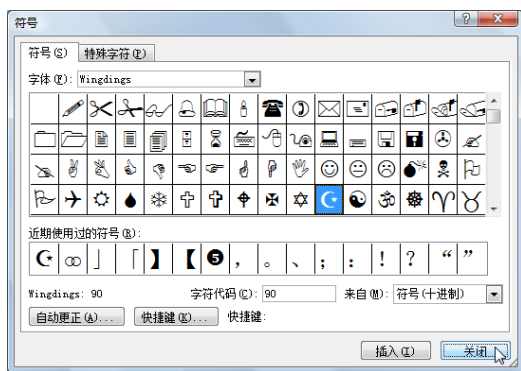 符号
符号(S) 特殊字符(P)
字体(F): Wingdings
近期使用过的符号(R):
☪ ∞ 」 「 】 【 ❺ , 。 、 ; : ! ? “ ”
Wingdings: 90 字符代码(C): 90 来自(M): 符号(十进制)
自动更正(A)... 快捷键(K)... 快捷键:
插入(I) 关闭